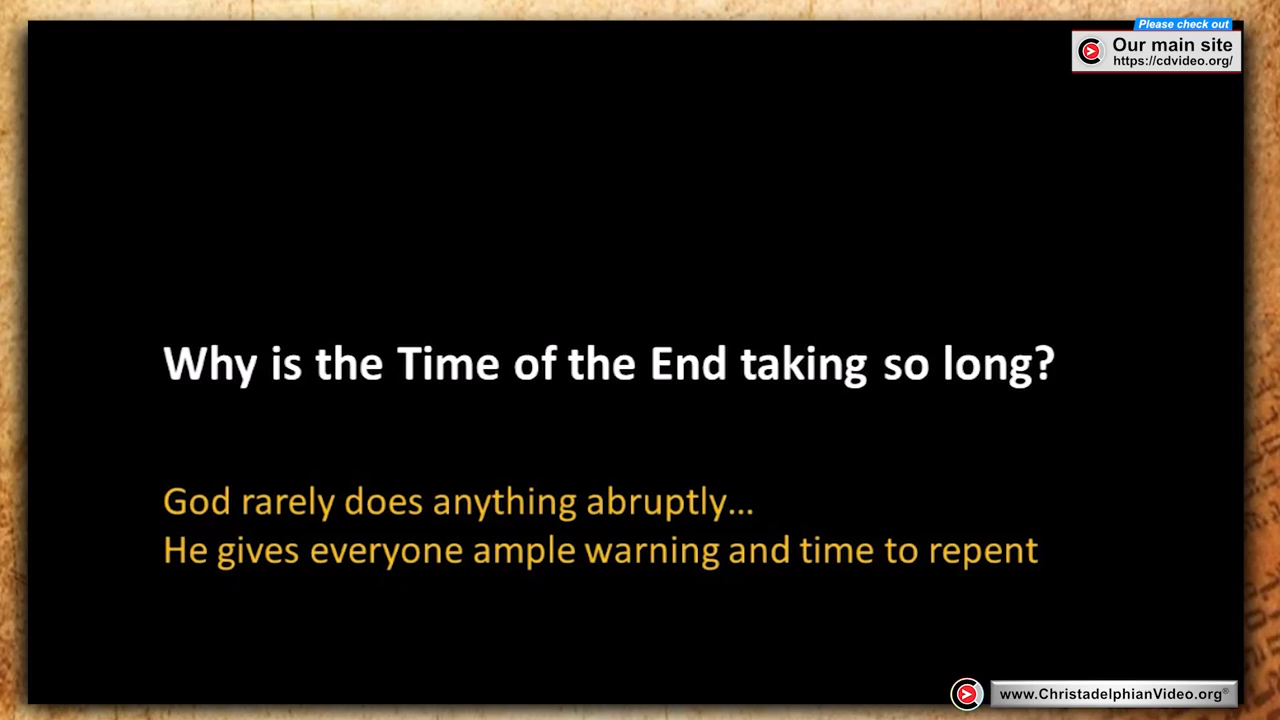 Please check out
Our main site
https://cdvideo.org/
Why is the Time of the End taking so long?
God rarely does anything abruptly...
He gives everyone ample warning and time to repent
www.ChristadelphianVideo.org®